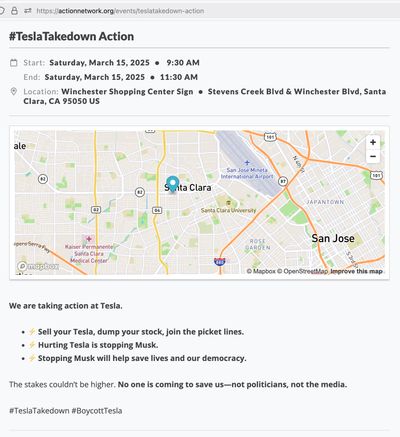 https://actionnetwork.org/events/teslatakedown-action
#TeslaTakedown Action
Start: Saturday, March 15, 2025 • 9:30 AM
End: Saturday, March 15, 2025 • 11:30 AM
Location: Winchester Shopping Center Sign • Stevens Creek Blvd & Winchester Blvd, Santa
Clara, CA 95050 US
ale
101
+
−
San Jose Mineta
International Airport
82
Santa Clara
87
101
Santa Clara University
JAPANTOWN
G2
G6
Kaiser Permanente
Santa Clara
Medical Center
ROSE
GARDEN
San Jose
280
mapbox
© Mapbox © OpenStreetMap Improve this map
We are taking action at Tesla.
• ⚡ Sell your Tesla, dump your stock, join the picket lines.
• ⚡ Hurting Tesla is stopping Musk.
• ⚡ Stopping Musk will help save lives and our democracy.
The stakes couldn't be higher. No one is coming to save us—not politicians, not the media.
#TeslaTakedown #BoycottTesla